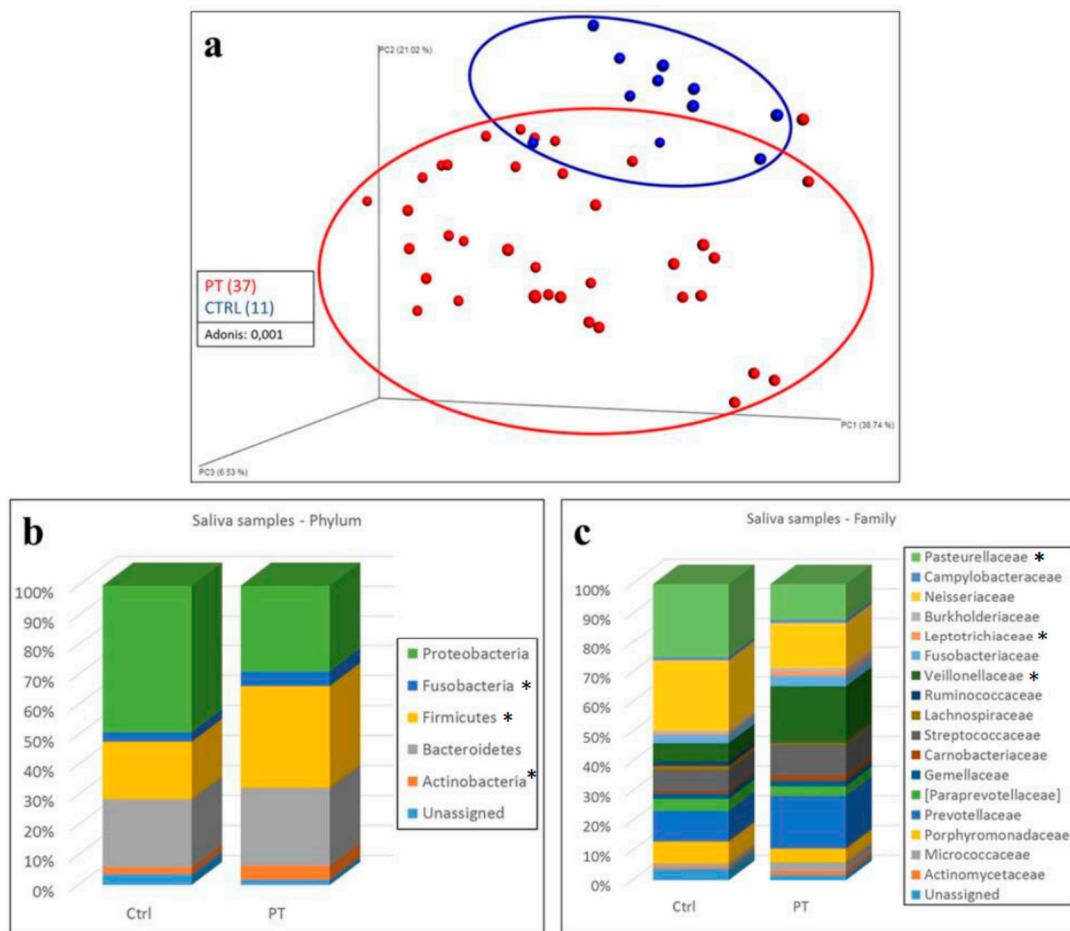 a
PC2 (21.02 %)
PT (37)
CTRL (11)
Adonis: 0,001
PC1 (38.74 %)
PC3 (6.53 %)
b
Saliva samples - Phylum
100%
90%
80%
70%
60%
50%
40%
30%
20%
10%
0%
Ctrl
PT
Proteobacteria
Fusobacteria *
Firmicutes *
Bacteroidetes
Actinobacteria *
Unassigned
c
Saliva samples - Family
100%
90%
80%
70%
60%
50%
40%
30%
20%
10%
0%
Ctrl
PT
Pasteurellaceae *
Campylobacteraceae
Neisseriaceae
Burkholderiaceae
Leptotrichiaceae *
Fusobacteriaceae
Veillonellaceae *
Ruminococcaceae
Lachnospiraceae
Streptococcaceae
Carnobacteriaceae
Gemellaceae
[Paraprevotellaceae]
Prevotellaceae
Porphyromonadaceae
Micrococcaceae
Actinomycetaceae
Unassigned